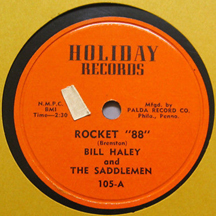 HOLIDAY
RECORDS
H.M.P.C.
BMI
Time—2:30
Mfgd. by
PALDA RECORD CO.
Phila., Penna.
ROCKET "88"
(Brenston)
BILL HALEY
and
THE SADDLEMEN
105-A